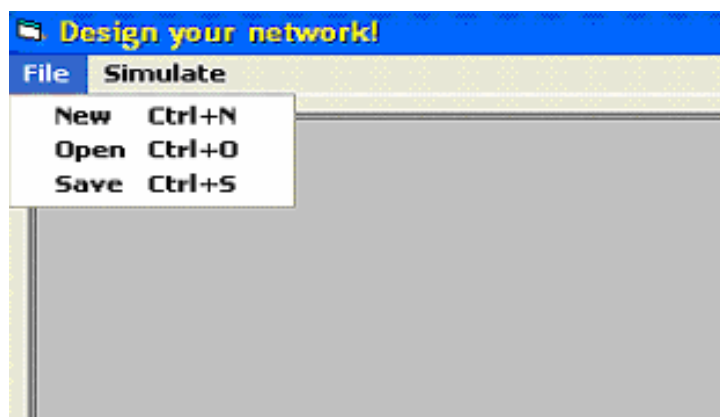 Design your network!
File Simulate
New Ctrl+N
Open Ctrl+O
Save Ctrl+S